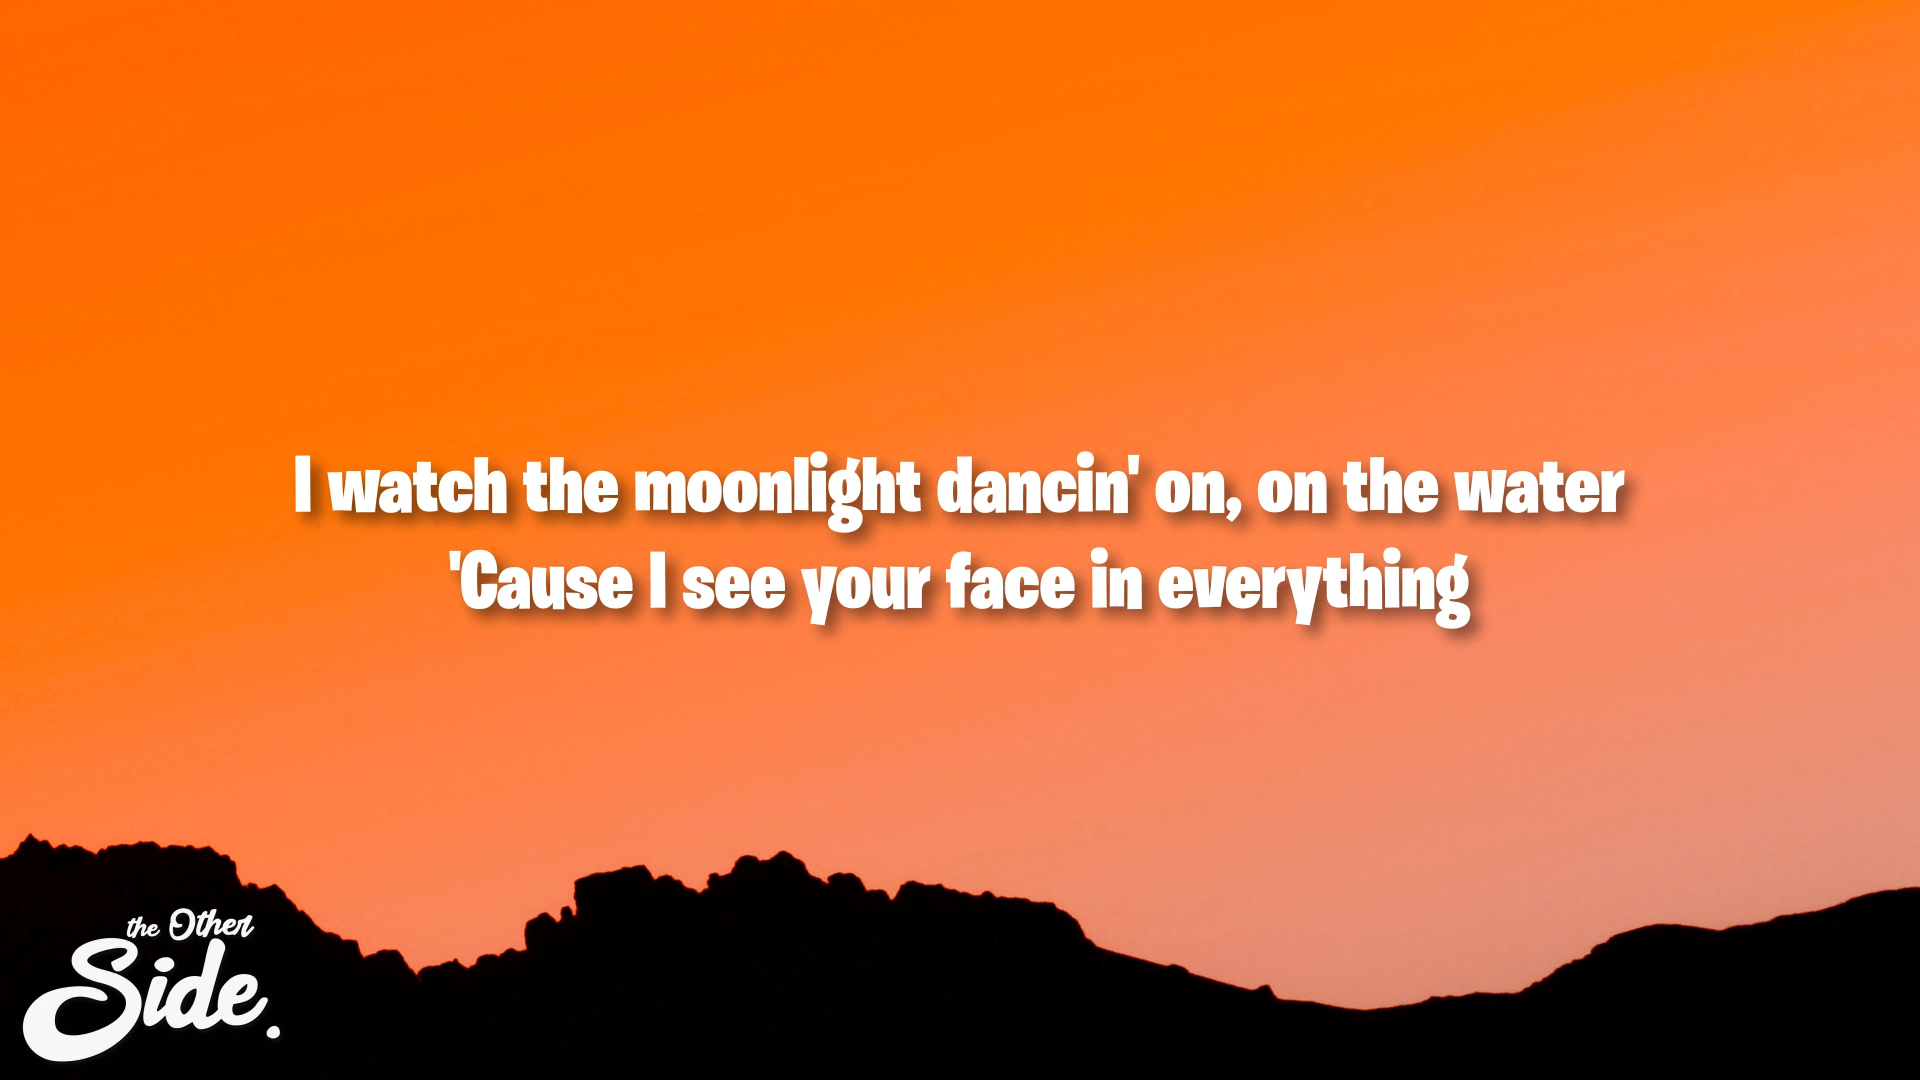 I watch the moonlight dancin' on, on the water
'Cause I see your face in everything
the Other
Side.